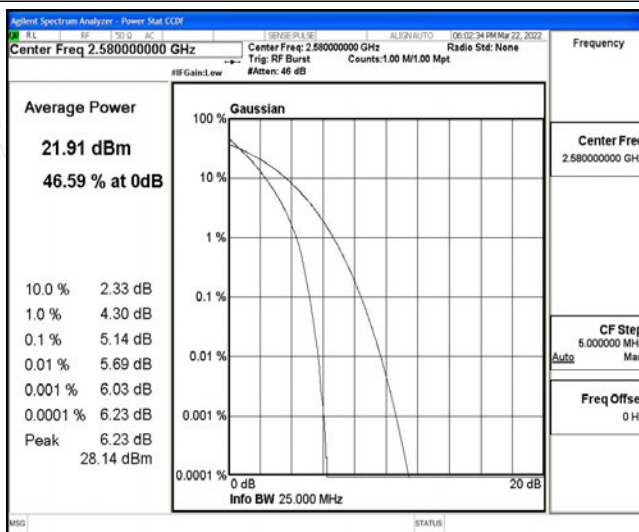 Agilent Spectrum Analyzer - Power Stat CCDF
RL RF 50 Ω AC SENSE:PULSE ALIGN AUTO 06:02:34 PM Mar 22, 2022
Center Freq 2.580000000 GHz
Center Freq: 2.580000000 GHz Radio Std: None
Trig: RF Burst Counts:1.00 M/1.00 Mpt
#IFGain:Low #Atten: 46 dB
Frequency
Average Power
21.91 dBm
46.59 % at 0dB
10.0 % 2.33 dB
1.0 % 4.30 dB
0.1 % 5.14 dB
0.01 % 5.69 dB
0.001 % 6.03 dB
0.0001 % 6.23 dB
Peak 6.23 dB
28.14 dBm
Gaussian
100 %
10 %
1 %
0.1 %
0.01 %
0.001 %
0.0001 %
0 dB 20 dB
Info BW 25.000 MHz
Center Fre
2.580000000 GH
CF Step
5.000000 MH
Auto Ma
Freq Offse
0 H
MSG STATUS